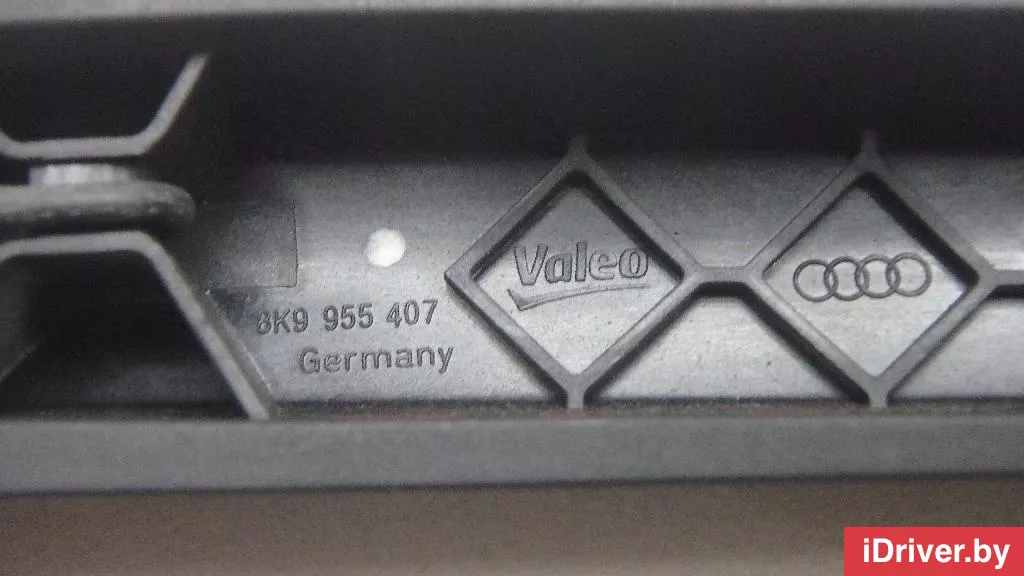 Valeo
8K9 955 407
Germany
iDriver.by